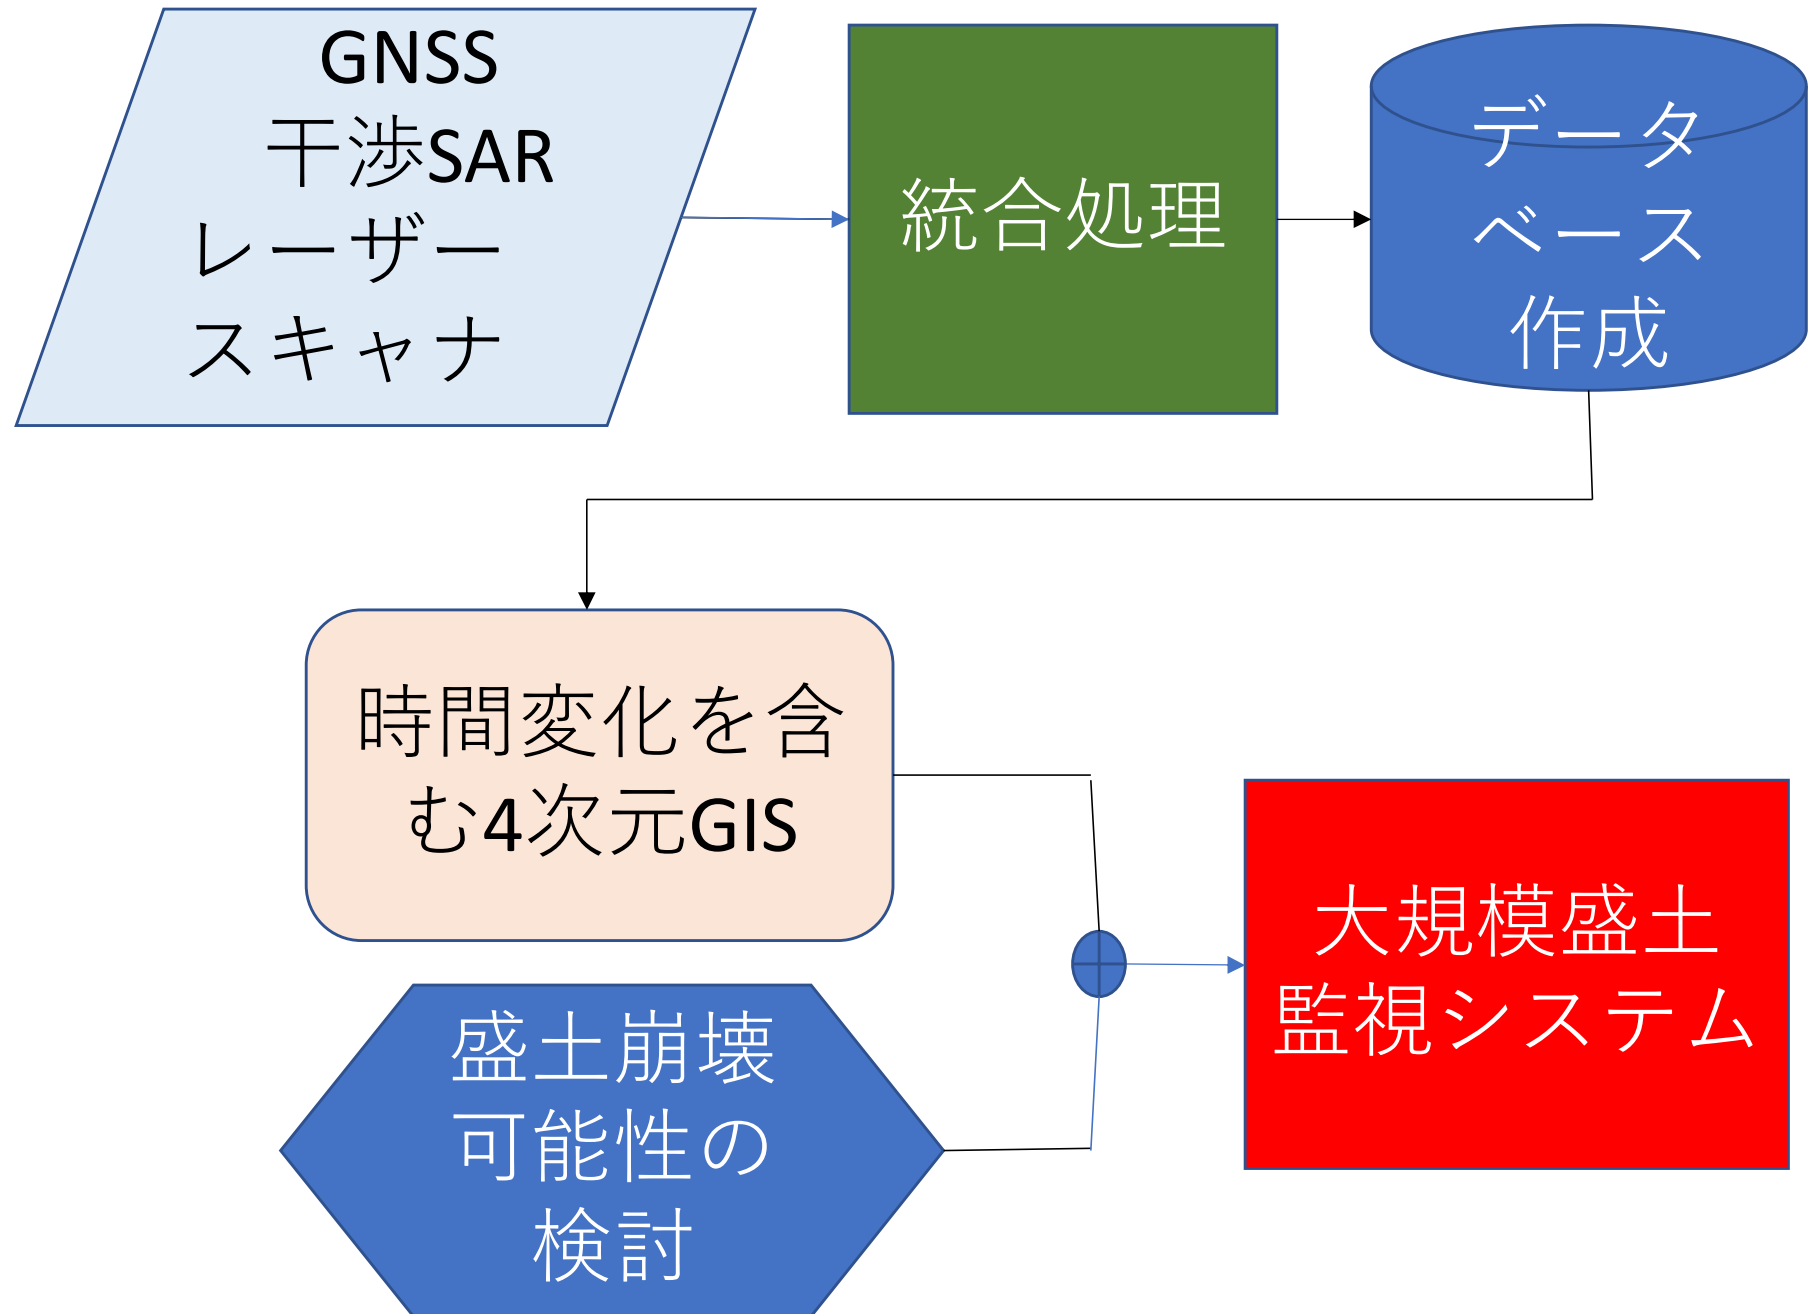 GNSS
干渉SAR
レーザー
スキャナ
統合処理
データ
ベース
作成
時間変化を含
む4次元GIS
盛土崩壊
可能性の
検討
大規模盛土
監視システム